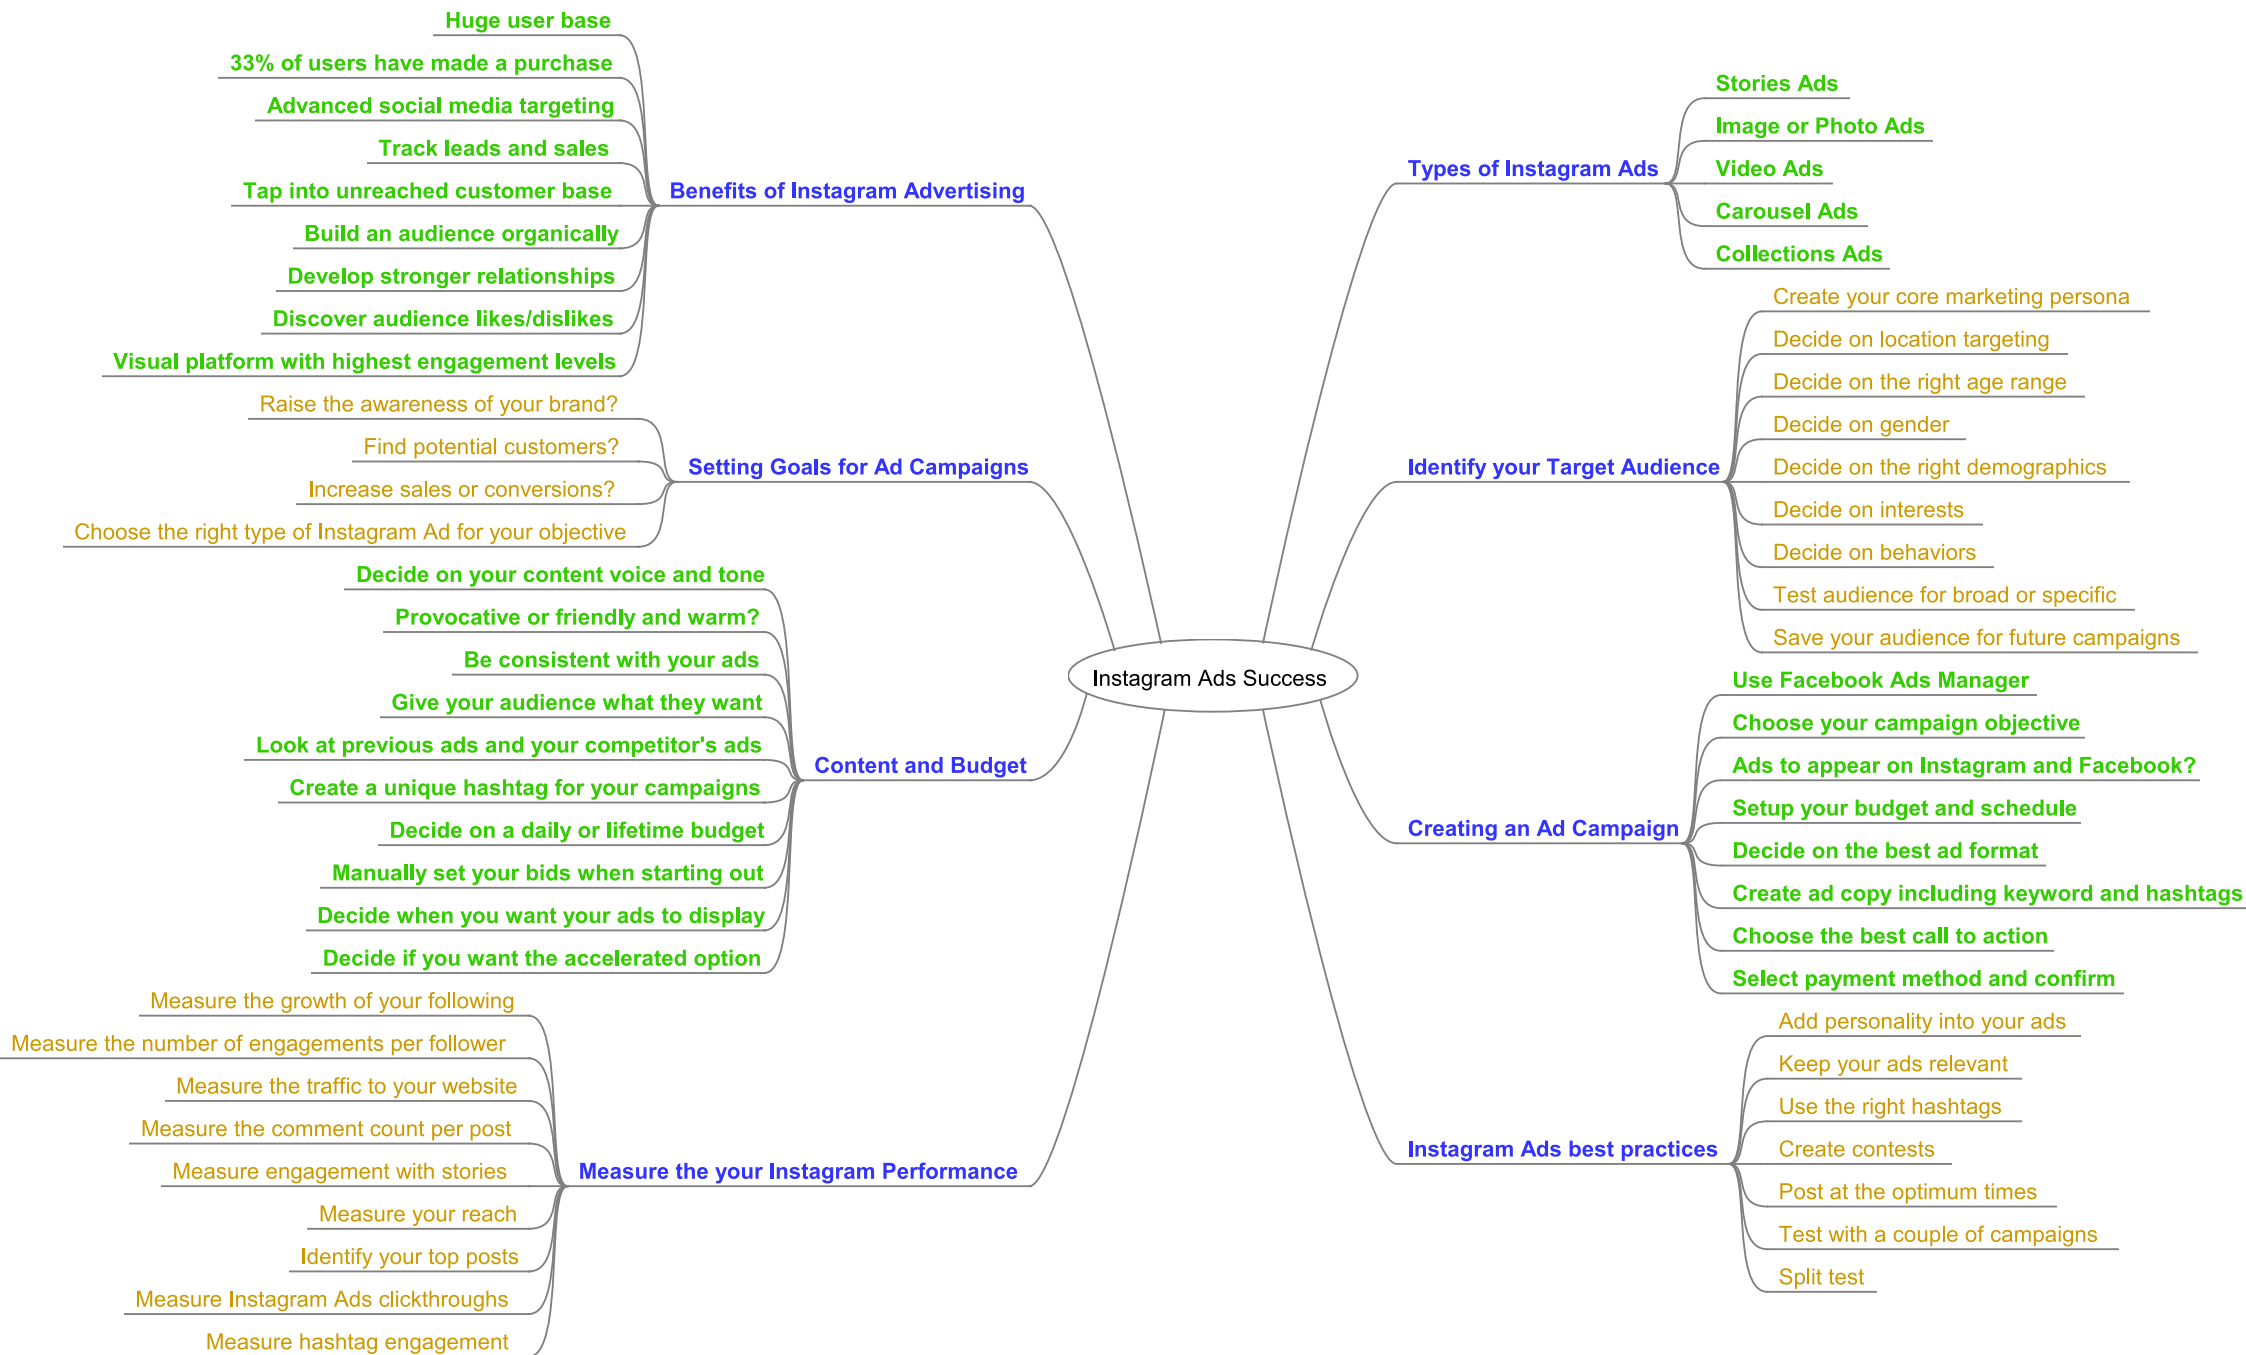 Instagram Ads Success
Benefits of Instagram Advertising
Huge user base
33% of users have made a purchase
Advanced social media targeting
Track leads and sales
Tap into unreached customer base
Build an audience organically
Develop stronger relationships
Discover audience likes/dislikes
Visual platform with highest engagement levels
Setting Goals for Ad Campaigns
Raise the awareness of your brand?
Find potential customers?
Increase sales or conversions?
Choose the right type of Instagram Ad for your objective
Content and Budget
Decide on your content voice and tone
Provocative or friendly and warm?
Be consistent with your ads
Give your audience what they want
Look at previous ads and your competitor's ads
Create a unique hashtag for your campaigns
Decide on a daily or lifetime budget
Manually set your bids when starting out
Decide when you want your ads to display
Decide if you want the accelerated option
Measure the your Instagram Performance
Measure the growth of your following
Measure the number of engagements per follower
Measure the traffic to your website
Measure the comment count per post
Measure engagement with stories
Measure your reach
Identify your top posts
Measure Instagram Ads clickthroughs
Measure hashtag engagement
Types of Instagram Ads
Stories Ads
Image or Photo Ads
Video Ads
Carousel Ads
Collections Ads
Identify your Target Audience
Create your core marketing persona
Decide on location targeting
Decide on the right age range
Decide on gender
Decide on the right demographics
Decide on interests
Decide on behaviors
Test audience for broad or specific
Save your audience for future campaigns
Creating an Ad Campaign
Use Facebook Ads Manager
Choose your campaign objective
Ads to appear on Instagram and Facebook?
Setup your budget and schedule
Decide on the best ad format
Create ad copy including keyword and hashtags
Choose the best call to action
Select payment method and confirm
Instagram Ads best practices
Add personality into your ads
Keep your ads relevant
Use the right hashtags
Create contests
Post at the optimum times
Test with a couple of campaigns
Split test